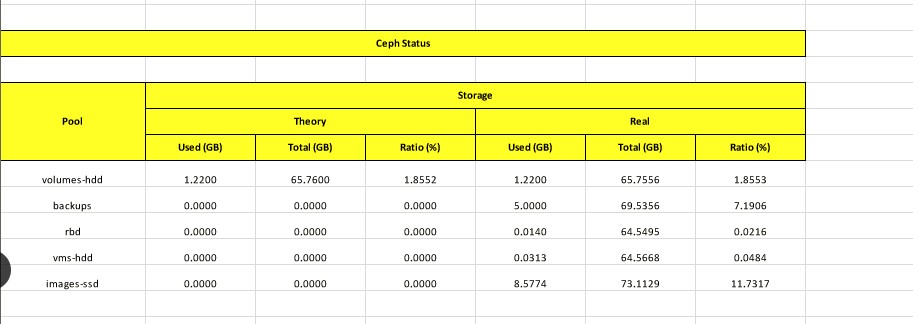 Ceph Status
Storage
Pool
Theory Real
Used (GB) Total (GB) Ratio (%) Used (GB) Total (GB) Ratio (%)
volumes-hdd 1.2200 65.7600 1.8552 1.2200 65.7556 1.8553
backups 0.0000 0.0000 0.0000 5.0000 69.5356 7.1906
rbd 0.0000 0.0000 0.0000 0.0140 64.5495 0.0216
vms-hdd 0.0000 0.0000 0.0000 0.0313 64.5668 0.0484
images-ssd 0.0000 0.0000 0.0000 8.5774 73.1129 11.7317